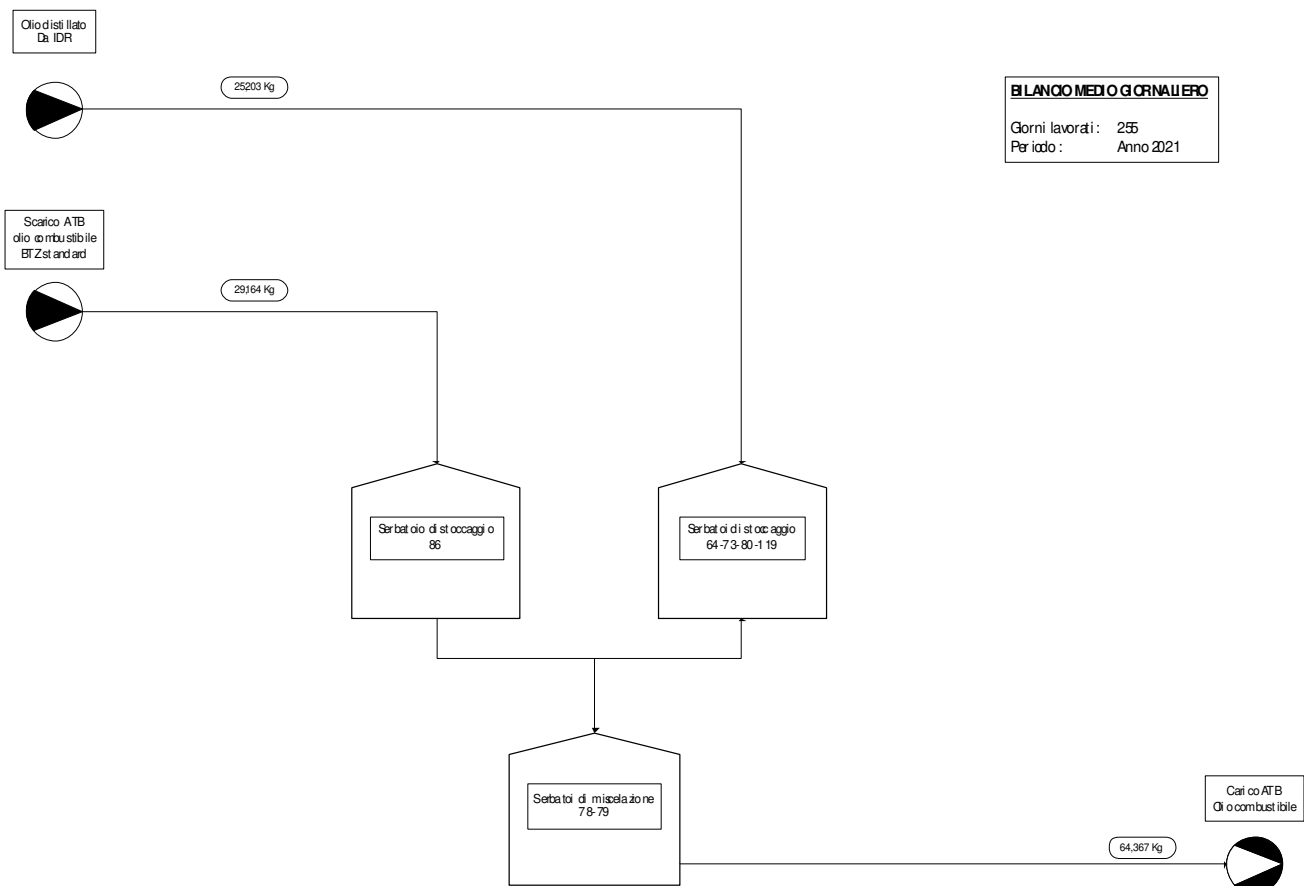 Olio distillato
Da IDR
25203 Kg
BILANCIO MEDIO GIORNALIERO
Giorni lavorati: 255
Periodo: Anno 2021
Scarico ATB
olio combustibile
BTZ standard
29,164 Kg
Serbatoio di stoccaggio
86
Serbatoi di stoccaggio
64-73-80-119
Serbatoi di miscelazione
78-79
Carico ATB
Olio combustibile
64,367 Kg